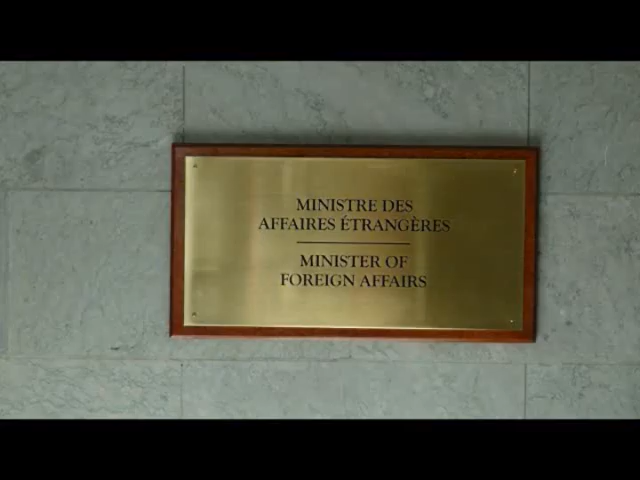 MINISTRE DES
AFFAIRES ÉTRANGÈRES
MINISTER OF
FOREIGN AFFAIRS